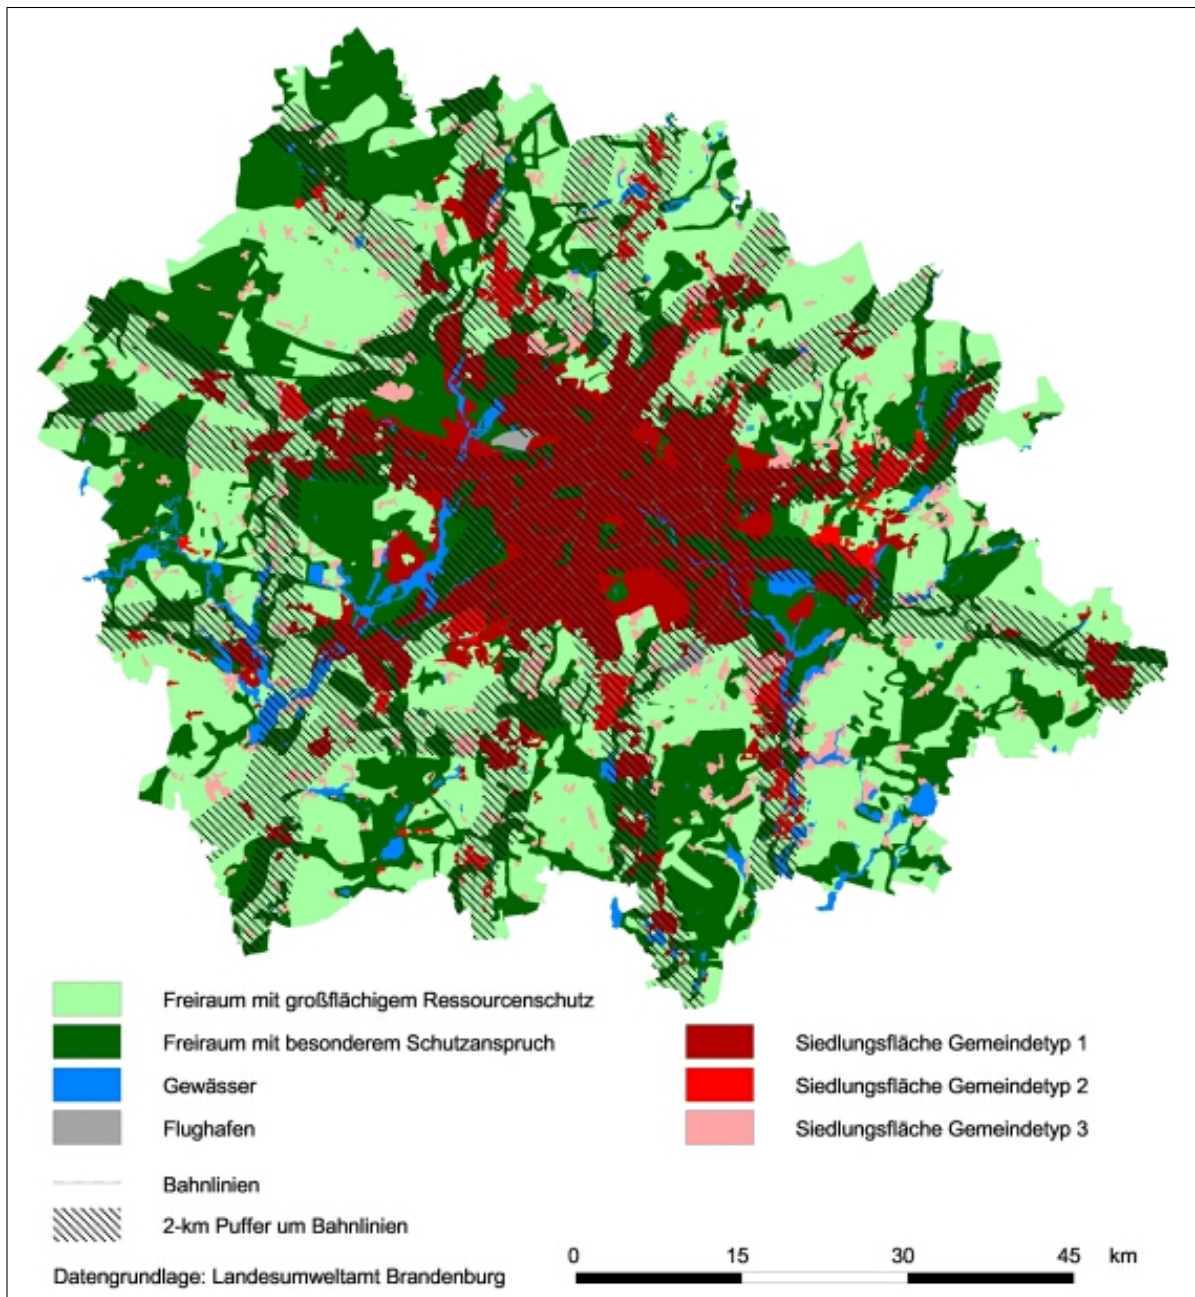 Freiraum mit großflächigem Ressourcenschutz
Freiraum mit besonderem Schutzanspruch
Gewässer
Flughafen
Bahnlinien
2-km Puffer um Bahnlinien
Datengrundlage: Landesumweltamt Brandenburg
Siedlungsfläche Gemeindetyp 1
Siedlungsfläche Gemeindetyp 2
Siedlungsfläche Gemeindetyp 3
0 15 30 45 km